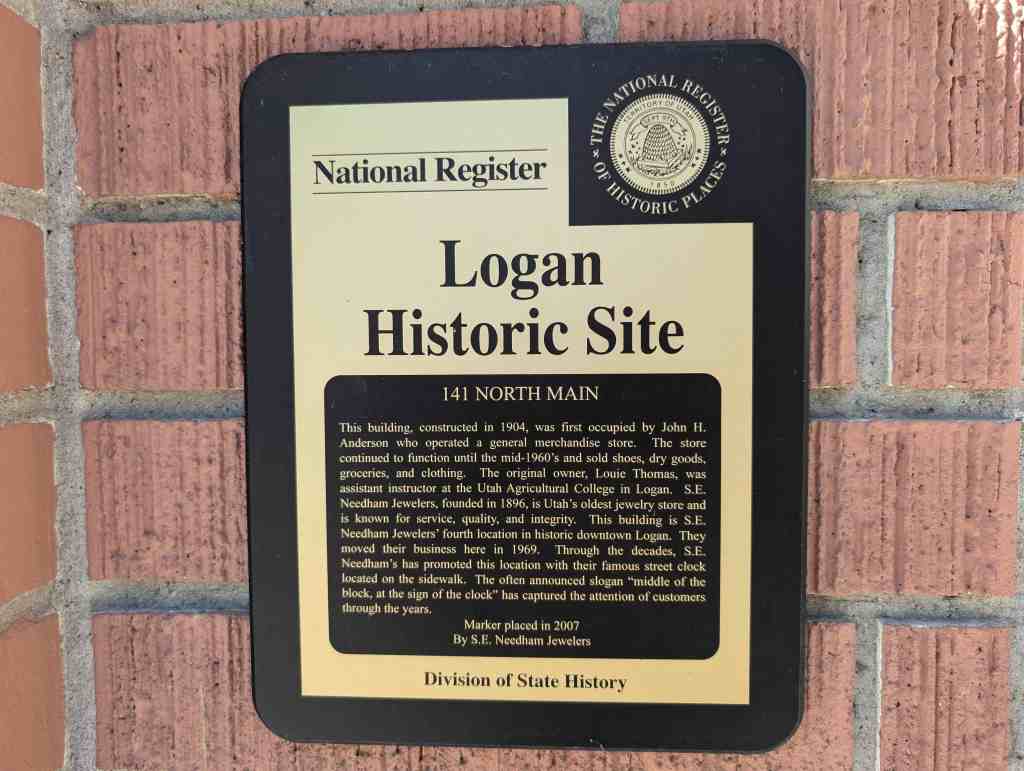 THE NATIONAL REGISTER
OF HISTORIC PLACES
TERRITORY OF UTAH
SEPT. 9TH
1850
National Register
Logan
Historic Site
141 NORTH MAIN
This building, constructed in 1904, was first occupied by John H.
Anderson who operated a general merchandise store. The store
continued to function until the mid-1960's and sold shoes, dry goods,
groceries, and clothing. The original owner, Louie Thomas, was
assistant instructor at the Utah Agricultural College in Logan. S.E.
Needham Jewelers, founded in 1896, is Utah's oldest jewelry store and
is known for service, quality, and integrity. This building is S.E.
Needham Jewelers' fourth location in historic downtown Logan. They
moved their business here in 1969. Through the decades, S.E.
Needham's has promoted this location with their famous street clock
located on the sidewalk. The often announced slogan "middle of the
block, at the sign of the clock" has captured the attention of customers
through the years.
Marker placed in 2007
By S.E. Needham Jewelers
Division of State History